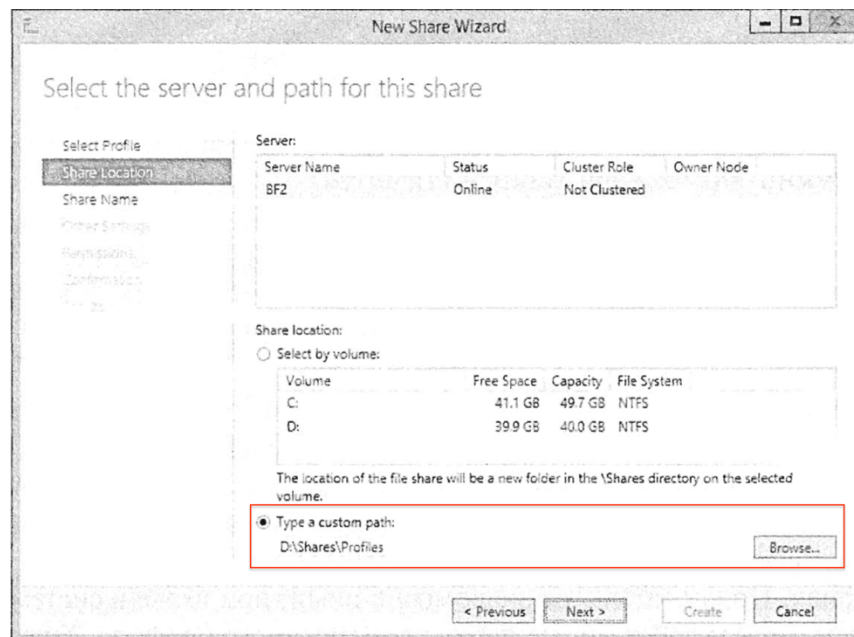 New Share Wizard
Select the server and path for this share
Select Profile
Share Location
Share Name
Other Settings
Permissions
Confirmation
Server:
Server Name Status Cluster Role Owner Node
BF2 Online Not Clustered
Share location:
Select by volume:
Volume Free Space Capacity File System
C: 41.1 GB 49.7 GB NTFS
D: 39.9 GB 40.0 GB NTFS
The location of the file share will be a new folder in the \Shares directory on the selected
volume.
Type a custom path:
D:\Shares\Profiles
Browse...
< Previous Next > Create Cancel